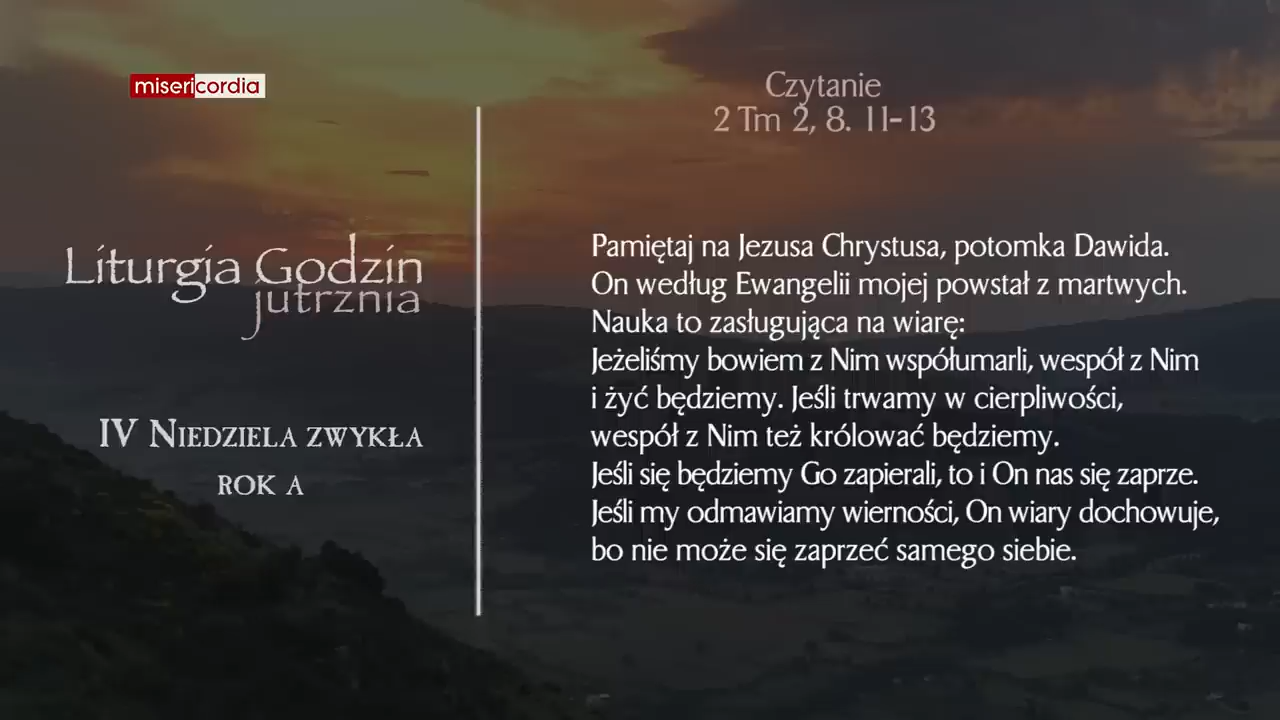 misericordia
Liturgia Godzin
jutrznia
IV Niedziela zwykła
rok A
Czytanie
2 Tm 2, 8. 11-13
Pamiętaj na Jezusa Chrystusa, potomka Dawida.
On według Ewangelii mojej powstał z martwych.
Nauka to zasługująca na wiarę:
Jeżeliśmy bowiem z Nim współumarli, wespół z Nim
i żyć będziemy. Jeśli trwamy w cierpliwości,
wespół z Nim też królować będziemy.
Jeśli się będziemy Go zapierali, to i On nas się zaprze.
Jeśli my odmawiamy wierności, On wiary dochowuje,
bo nie może się zaprzeć samego siebie.